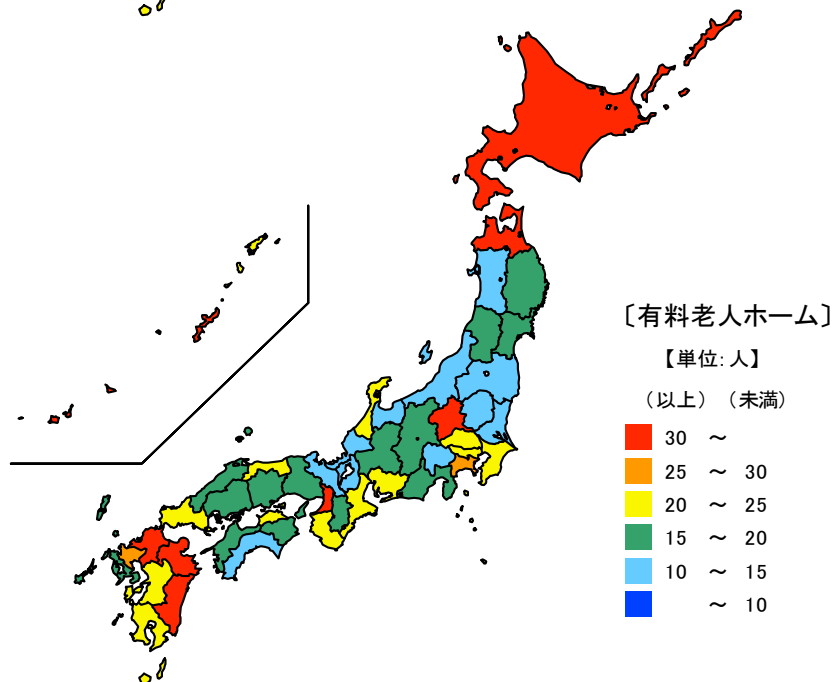 〔有料老人ホーム〕
【単位：人】
（以上）（未満）
30 ～
25 ～ 30
20 ～ 25
15 ～ 20
10 ～ 15
～ 10